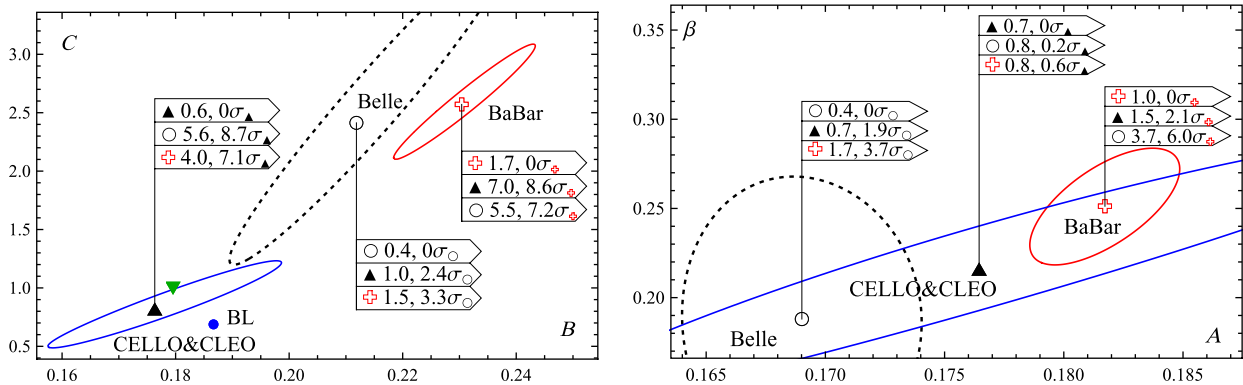 C
3.0
2.5
2.0
1.5
1.0
0.5
0.16 0.18 0.20 0.22 0.24
B
▲ 0.6, 0σ▲
○ 5.6, 8.7σ▲
✚ 4.0, 7.1σ▲
Belle
BaBar
✚ 1.7, 0σ✚
▲ 7.0, 8.6σ✚
○ 5.5, 7.2σ✚
○ 0.4, 0σ○
▲ 1.0, 2.4σ○
✚ 1.5, 3.3σ○
BL
CELLO&CLEO
β
0.35
0.30
0.25
0.20
0.165 0.170 0.175 0.180 0.185
A
▲ 0.7, 0σ▲
○ 0.8, 0.2σ▲
✚ 0.8, 0.6σ▲
○ 0.4, 0σ○
▲ 0.7, 1.9σ○
✚ 1.7, 3.7σ○
✚ 1.0, 0σ✚
▲ 1.5, 2.1σ✚
○ 3.7, 6.0σ✚
BaBar
CELLO&CLEO
Belle